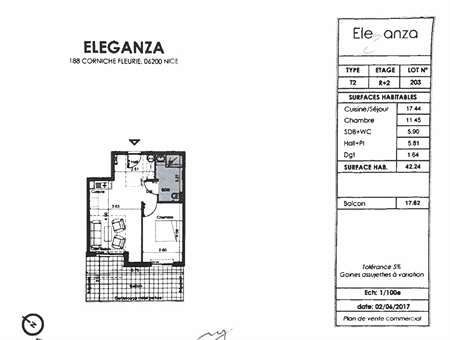 ELEGANZA
188 CORNICHE FLEURIE, 06200 NICE
Eleganza
TYPE ETAGE LOT N°
T2 R+2 203
SURFACES HABITABLES
Cuisine/Séjour 17.44
Chambre 11.45
SDB+WC 5.90
Hall+Pl 5.81
Dgt 1.64
SURFACE HAB. 42.24
Balcon 17.62
Tolérance 5%
Gaines assujetties à variation
Ech: 1/100e
date: 02/06/2017
Plan de vente commercial
Hall
Cuisine
SDB
Chambre
Balcon